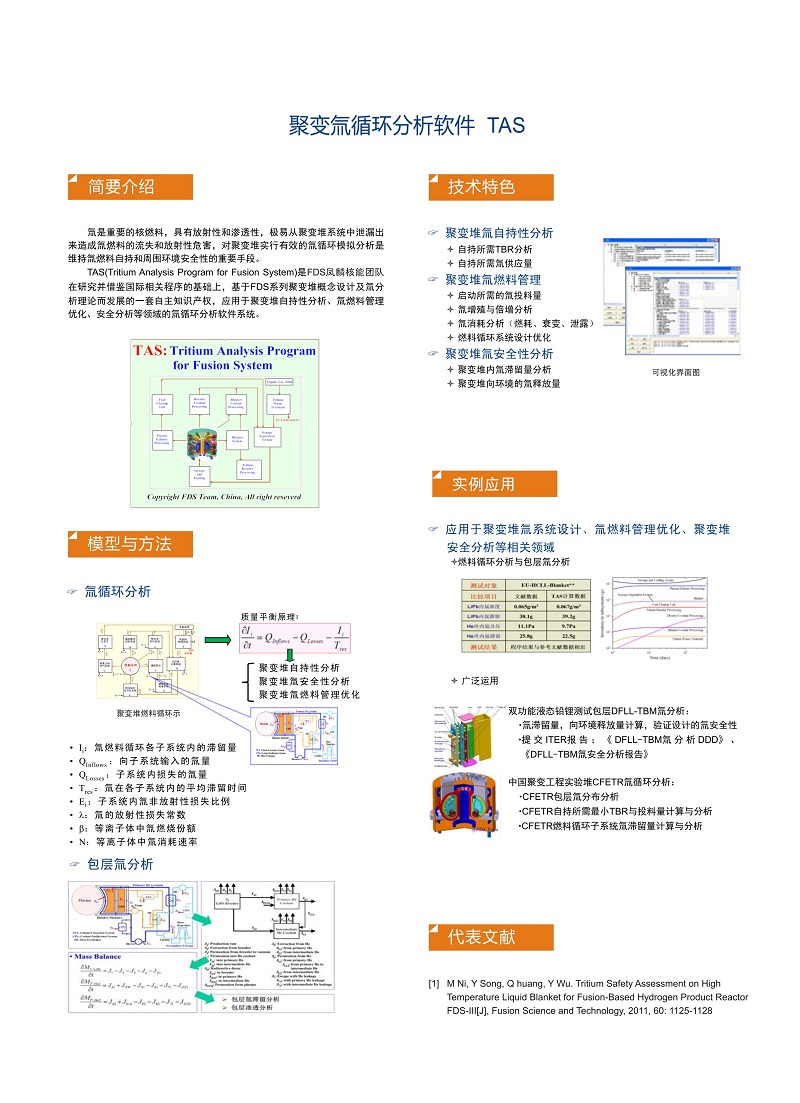 聚变氚循环分析软件 TAS
简要介绍
氚是重要的核燃料，具有放射性和渗透性，极易从聚变堆系统中泄漏出
来造成氚燃料的流失和放射性危害，对聚变堆实行有效的氚循环模拟分析是
维持氚燃料自持和周围环境安全性的重要手段。
TAS(Tritium Analysis Program for Fusion System)是FDS凤麟核能团队
在研究并借鉴国际相关程序的基础上，基于FDS系列聚变堆概念设计及氚分
析理论而发展的一套自主知识产权，应用于聚变堆自持性分析、氚燃料管理
优化、安全分析等领域的氚循环分析软件系统。
TAS: Tritium Analysis Program
for Fusion System
Copyright FDS Team, China, All right reseverd
模型与方法
☞ 氚循环分析
质量平衡原理：
∂I_i/∂t = Q_Inflows − Q_Losses − I_i/T_res
聚变堆自持性分析
聚变堆氚安全性分析
聚变堆氚燃料管理优化
聚变堆燃料循环示
• I_i：氚燃料循环各子系统内的滞留量
• Q_Inflows：向子系统输入的氚量
• Q_Losses：子系统内损失的氚量
• T_res：氚在各子系统内的平均滞留时间
• E_i：子系统内氚非放射性损失比例
• λ：氚的放射性损失常数
• β：等离子体中氚燃烧份额
• N：等离子体中氚消耗速率
☞ 包层氚分析
Primary He Coolant
Plasma
• Mass Balance
➢ 包层氚滞留分析
➢ 包层渗透分析
技术特色
☞ 聚变堆氚自持性分析
✧ 自持所需TBR分析
✧ 自持所需氚供应量
☞ 聚变堆氚燃料管理
✧ 启动所需的氚投料量
✧ 氚增殖与倍增分析
✧ 氚消耗分析（燃耗、衰变、泄露）
✧ 燃料循环系统设计优化
☞ 聚变堆氚安全性分析
✧ 聚变堆内氚滞留量分析
✧ 聚变堆向环境的氚释放量
可视化界面图
实例应用
☞ 应用于聚变堆氚系统设计、氚燃料管理优化、聚变堆
安全分析等相关领域
✧燃料循环分析与包层氚分析
测试对象 EU-HCLL-Blanket**
比较项目 文献数据 TAS计算数据
LiPb内氚浓度 0.065g/m³ 0.067g/m³
LiPb内氚滞留 38.1g 39.2g
He冷内氚分压 11.1Pa 9.7Pa
He冷内氚滞留 25.8g 22.5g
测试结果 程序结果与参考文献数据相近
Time (days)
✧ 广泛运用
双功能液态铅锂测试包层DFLL-TBM氚分析：
•氚滞留量，向环境释放量计算，验证设计的氚安全性
•提交ITER报告：《DFLL-TBM氚分析DDD》、
《DFLL-TBM氚安全分析报告》
中国聚变工程实验堆CFETR氚循环分析：
•CFETR包层氚分布分析
•CFETR自持所需最小TBR与投料量计算与分析
•CFETR燃料循环子系统氚滞留量计算与分析
代表文献
[1] M Ni, Y Song, Q huang, Y Wu. Tritium Safety Assessment on High
Temperature Liquid Blanket for Fusion-Based Hydrogen Product Reactor
FDS-III[J], Fusion Science and Technology, 2011, 60: 1125-1128